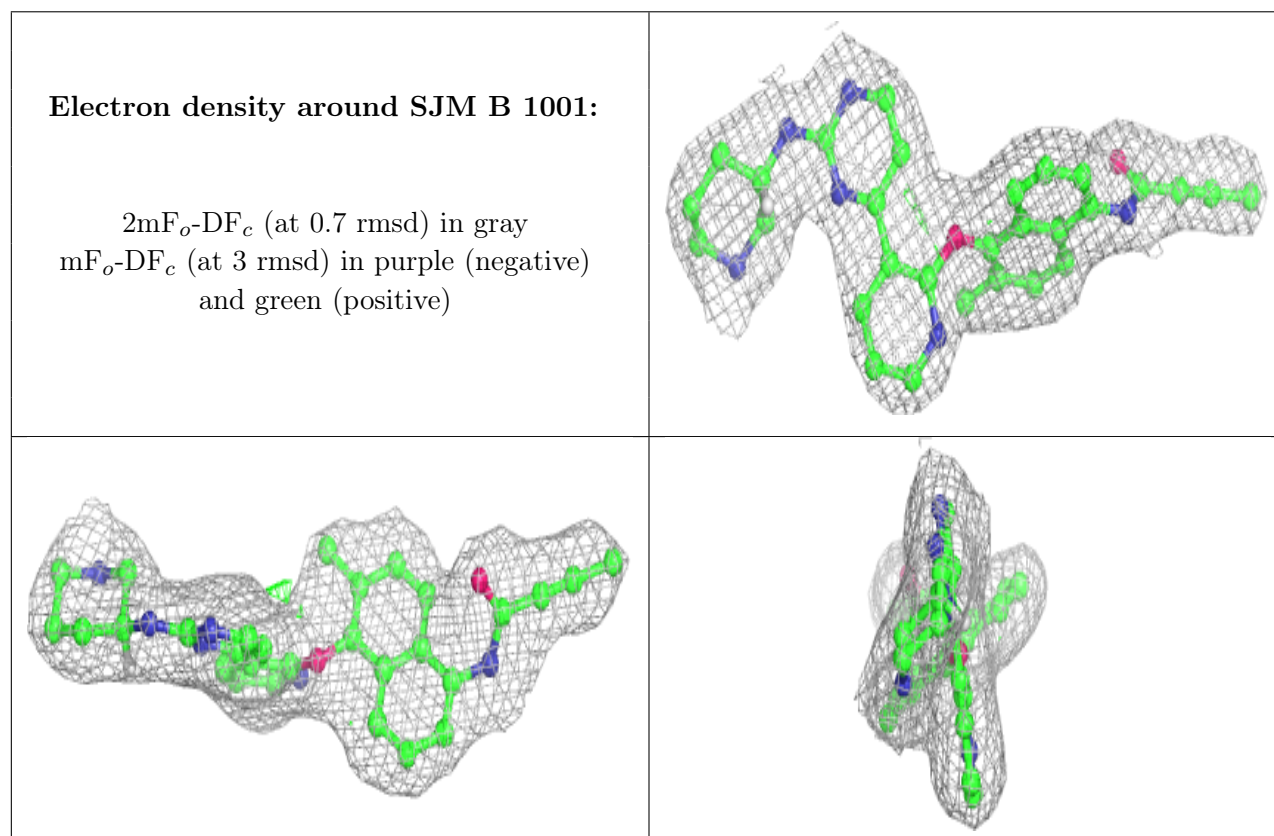 Electron density around SJM B 1001:
2mFₒ-DF𝒸 (at 0.7 rmsd) in gray
mFₒ-DF𝒸 (at 3 rmsd) in purple (negative)
and green (positive)